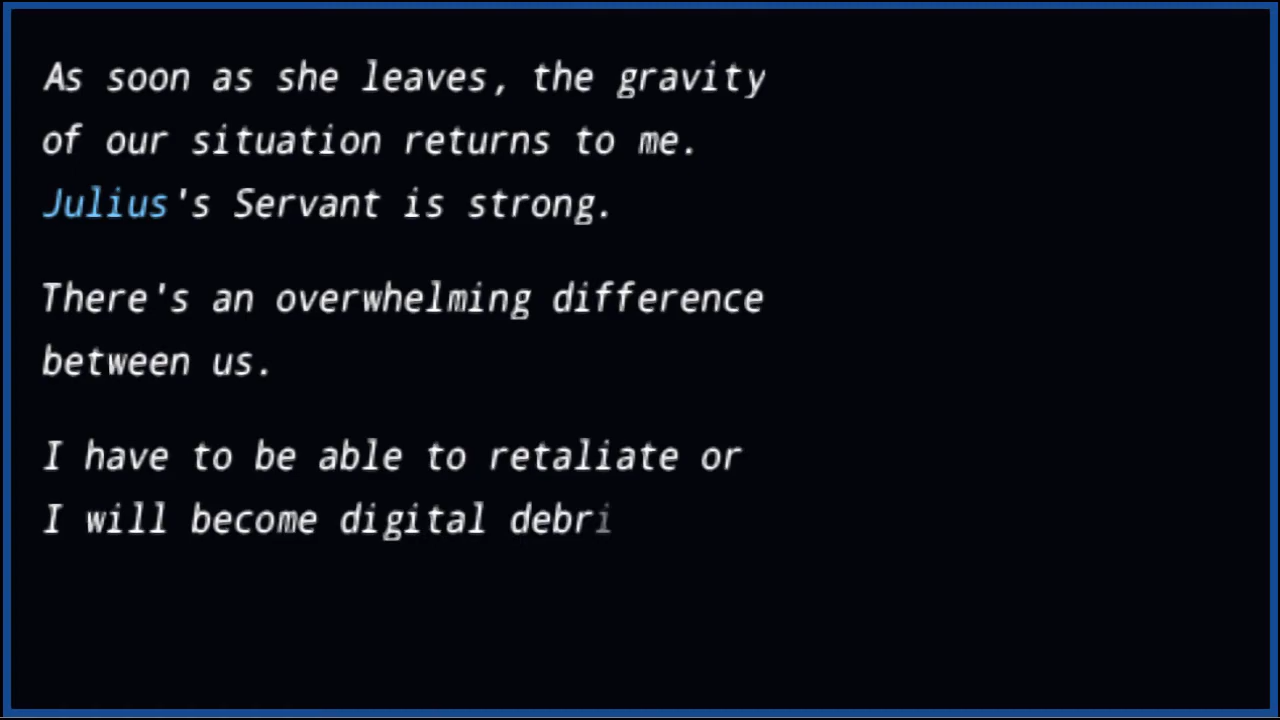 As soon as she leaves, the gravity
of our situation returns to me.
Julius's Servant is strong.
There's an overwhelming difference
between us.
I have to be able to retaliate or
I will become digital debri